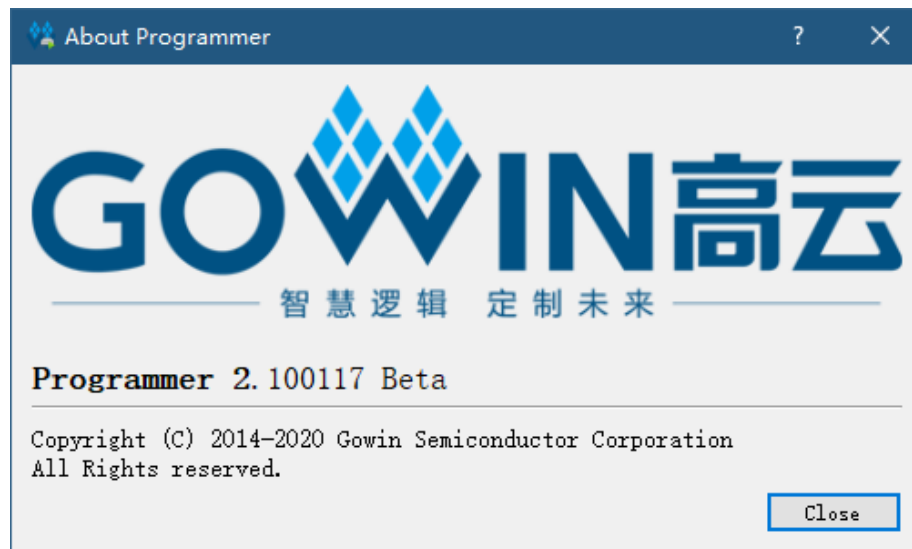 About Programmer
GOWIN高云
智慧逻辑 定制未来
Programmer 2.100117 Beta
Copyright (C) 2014-2020 Gowin Semiconductor Corporation
All Rights reserved.
Close